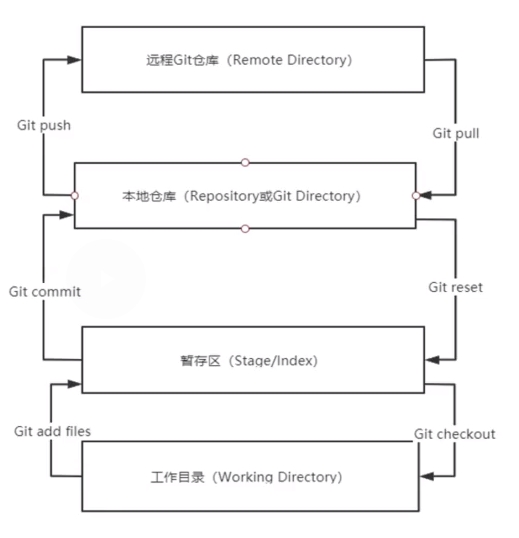 远程Git仓库（Remote Directory）
Git push
Git pull
本地仓库（Repository或Git Directory）
Git commit
Git reset
暂存区（Stage/Index）
Git add files
Git checkout
工作目录（Working Directory）